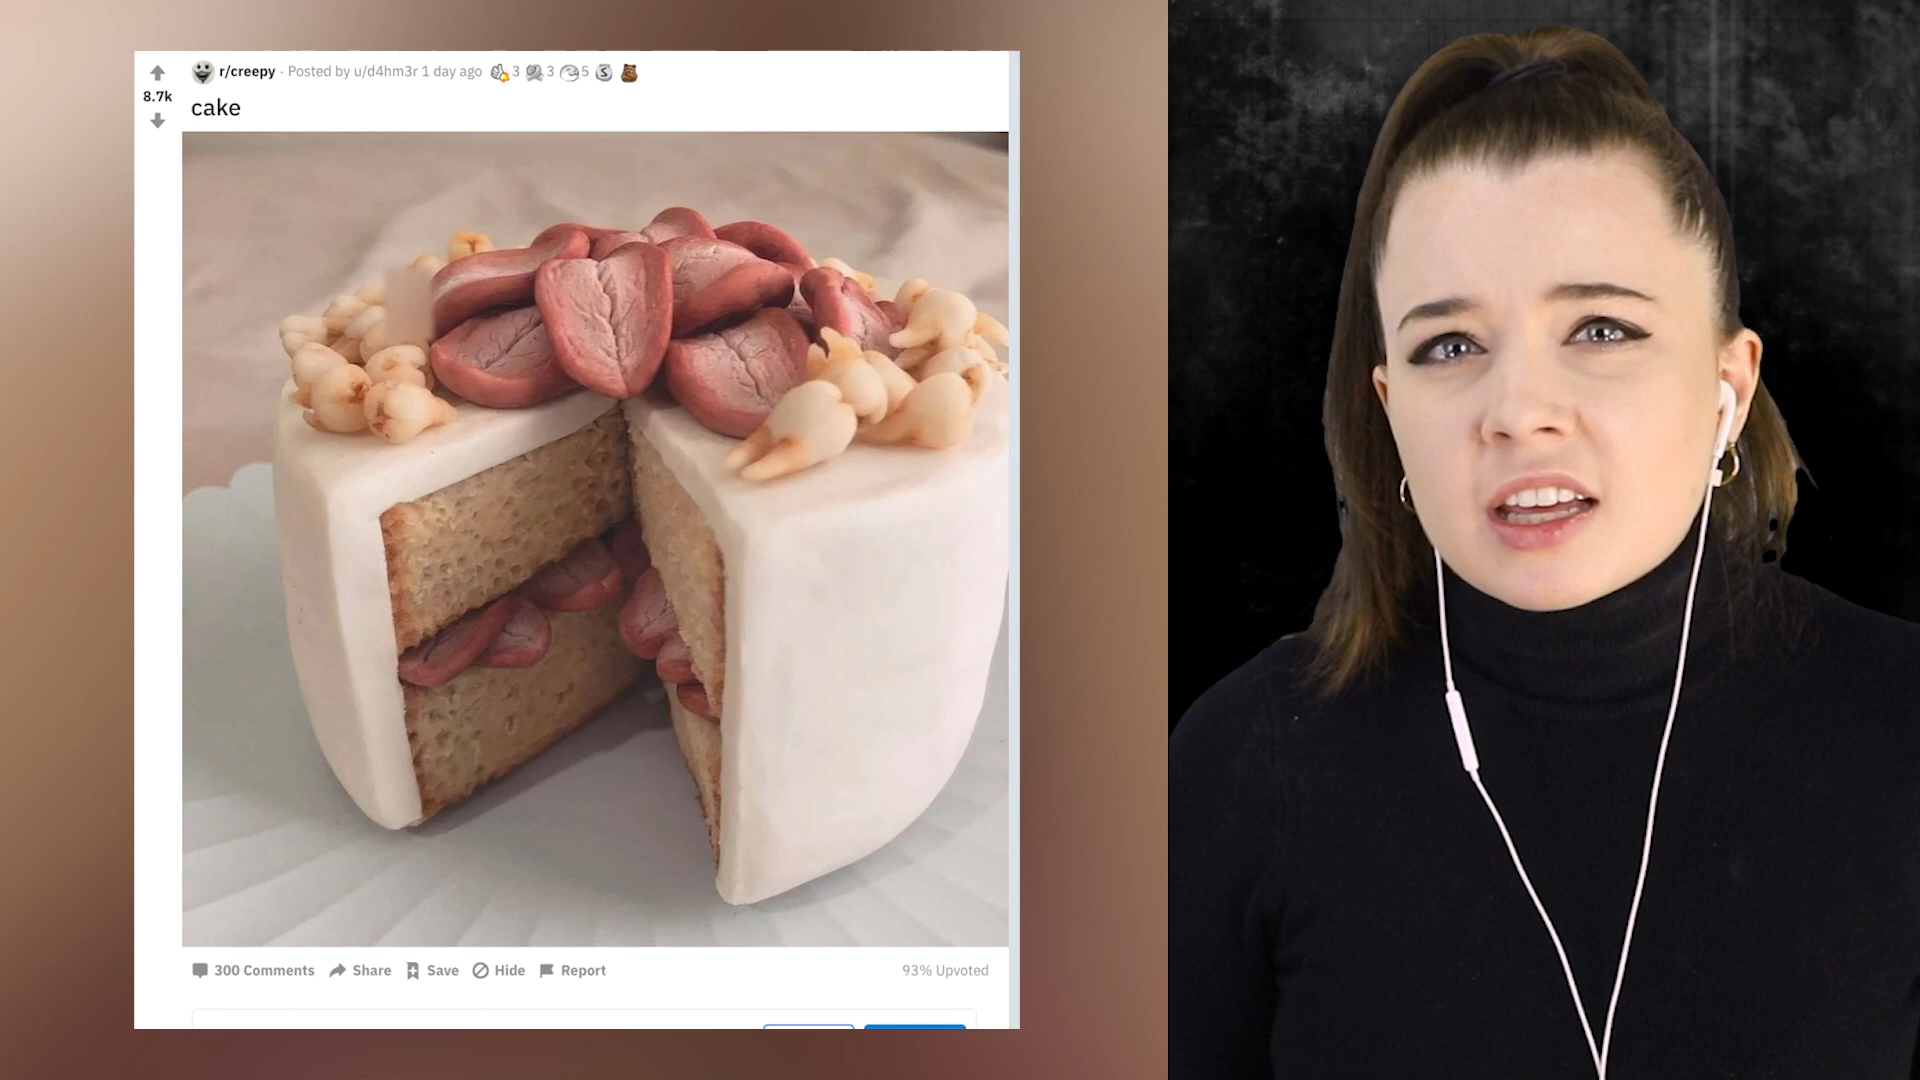 r/creepy · Posted by u/d4hm3r 1 day ago 3 3 5 S
8.7k
cake
300 Comments Share Save Hide Report 93% Upvoted